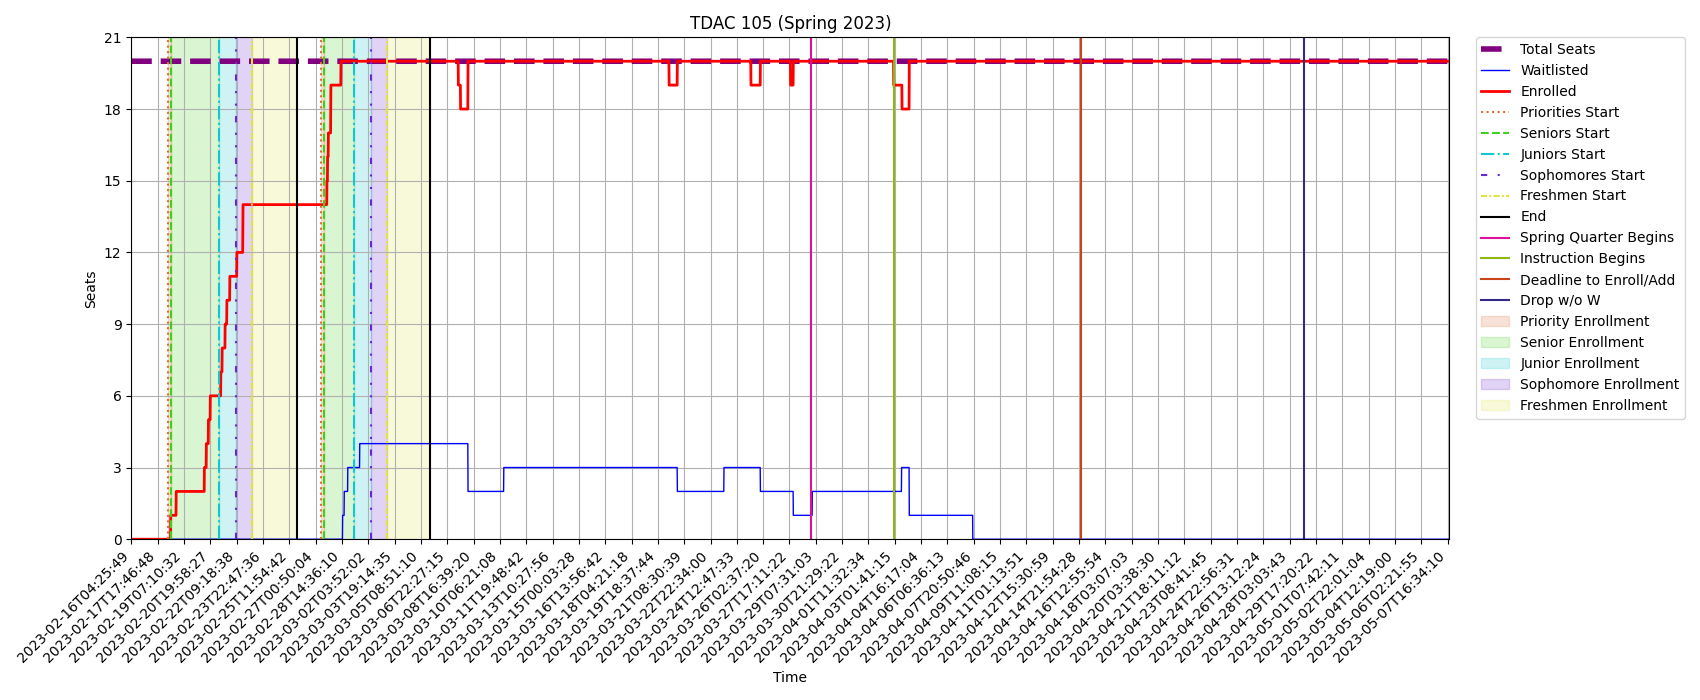 TDAC 105 (Spring 2023)
Seats
21
18
15
12
9
6
3
0
2023-02-16T04:25:49
2023-02-17T17:46:48
2023-02-19T07:10:32
2023-02-20T19:58:27
2023-02-22T09:18:38
2023-02-23T22:47:36
2023-02-25T11:54:42
2023-02-27T00:50:04
2023-02-28T14:36:10
2023-03-02T03:52:02
2023-03-03T19:14:35
2023-03-05T08:51:10
2023-03-06T22:27:15
2023-03-08T16:39:20
2023-03-10T06:21:08
2023-03-11T19:48:42
2023-03-13T10:27:56
2023-03-15T00:03:28
2023-03-16T13:56:42
2023-03-18T04:21:18
2023-03-19T18:37:44
2023-03-21T08:30:39
2023-03-22T22:34:00
2023-03-24T12:47:33
2023-03-26T02:37:20
2023-03-27T17:11:22
2023-03-29T07:31:03
2023-03-30T21:29:22
2023-04-01T11:32:34
2023-04-03T01:41:15
2023-04-04T16:17:04
2023-04-06T06:36:13
2023-04-07T20:50:46
2023-04-09T11:08:15
2023-04-11T01:13:51
2023-04-12T15:30:59
2023-04-14T21:54:28
2023-04-16T12:55:54
2023-04-18T03:07:03
2023-04-20T03:38:30
2023-04-21T18:11:12
2023-04-23T08:41:45
2023-04-24T22:56:31
2023-04-26T13:12:24
2023-04-28T03:03:43
2023-04-29T17:20:22
2023-05-01T07:42:11
2023-05-02T22:01:04
2023-05-04T12:19:00
2023-05-06T02:21:55
2023-05-07T16:34:10
Time
Total Seats
Waitlisted
Enrolled
Priorities Start
Seniors Start
Juniors Start
Sophomores Start
Freshmen Start
End
Spring Quarter Begins
Instruction Begins
Deadline to Enroll/Add
Drop w/o W
Priority Enrollment
Senior Enrollment
Junior Enrollment
Sophomore Enrollment
Freshmen Enrollment